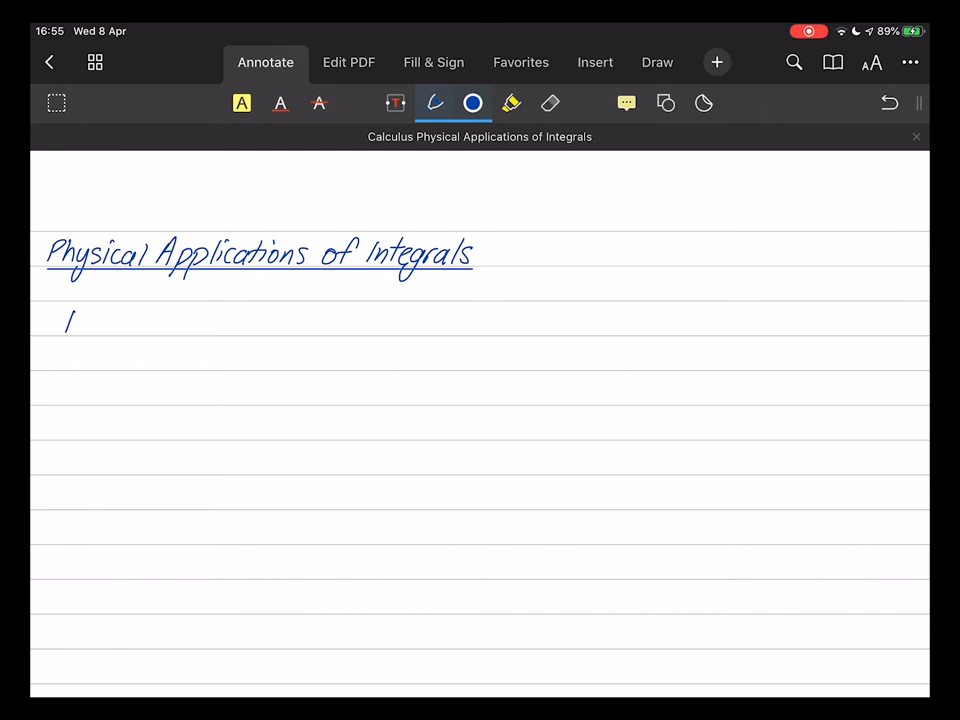 16:55 Wed 8 Apr 89%
Annotate Edit PDF Fill & Sign Favorites Insert Draw
Calculus Physical Applications of Integrals
Physical Applications of Integrals